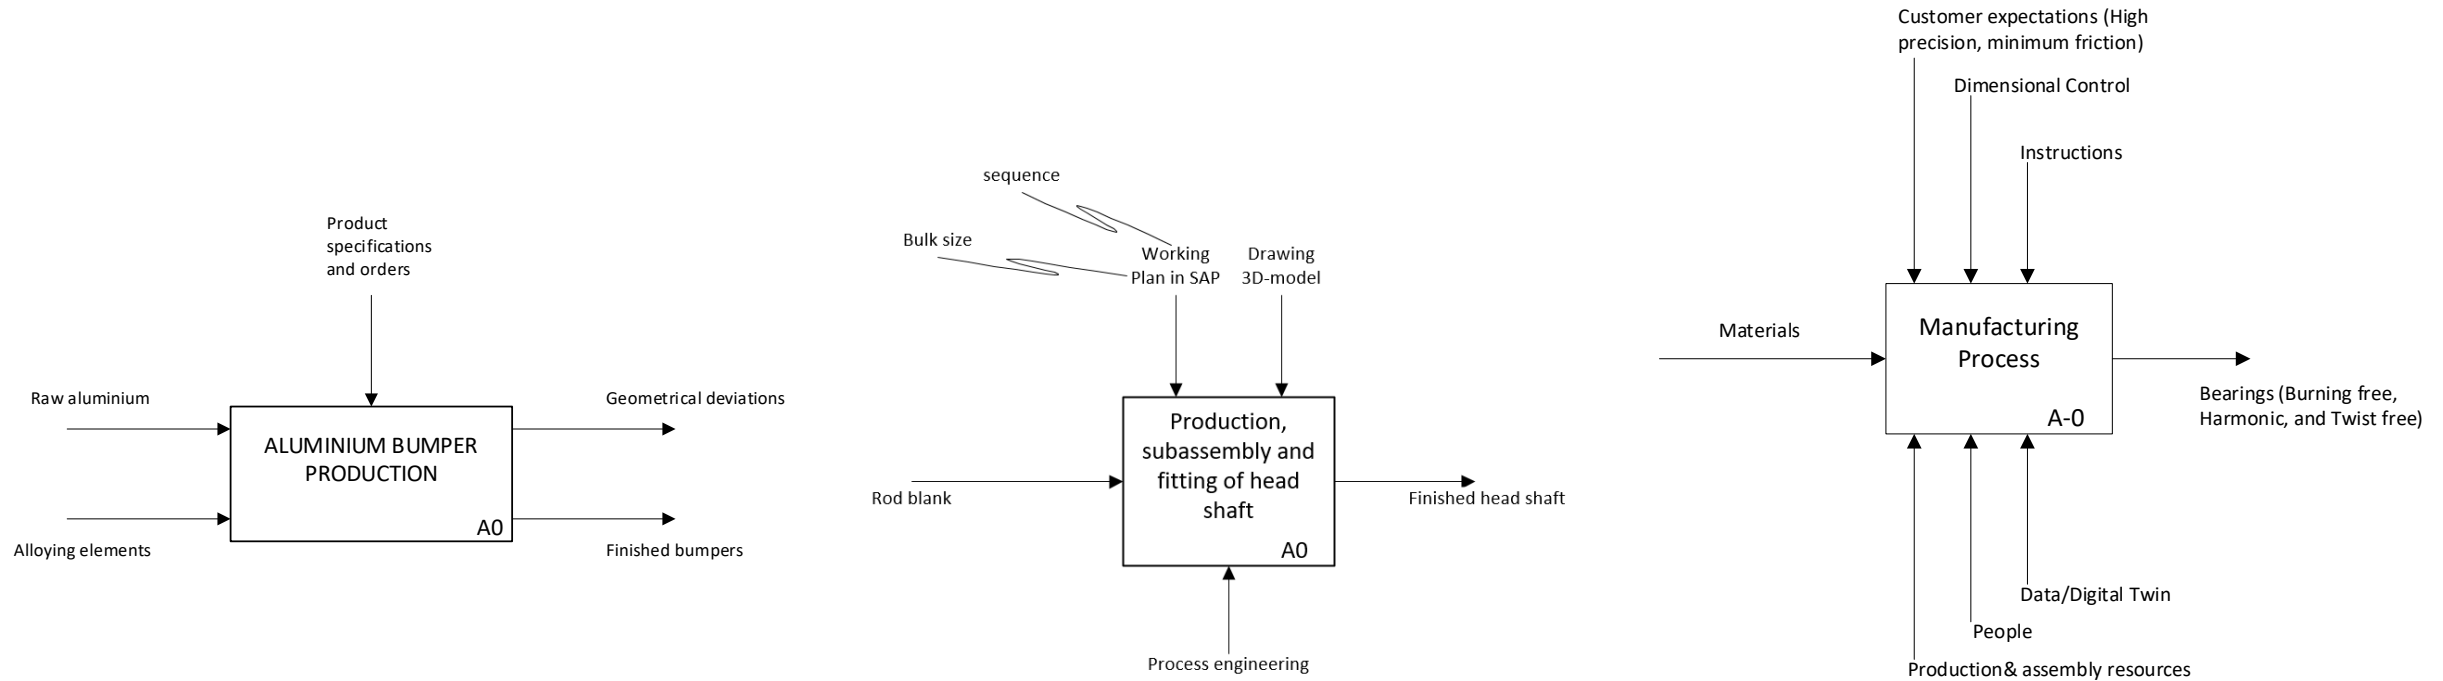 Product
specifications
and orders
Raw aluminium
Alloying elements
ALUMINIUM BUMPER
PRODUCTION
A0
Geometrical deviations
Finished bumpers
sequence
Bulk size
Working
Plan in SAP
Drawing
3D-model
Rod blank
Production,
subassembly and
fitting of head
shaft
A0
Finished head shaft
Process engineering
Customer expectations (High
precision, minimum friction)
Dimensional Control
Instructions
Materials
Manufacturing
Process
A-0
Bearings (Burning free,
Harmonic, and Twist free)
Data/Digital Twin
People
Production& assembly resources